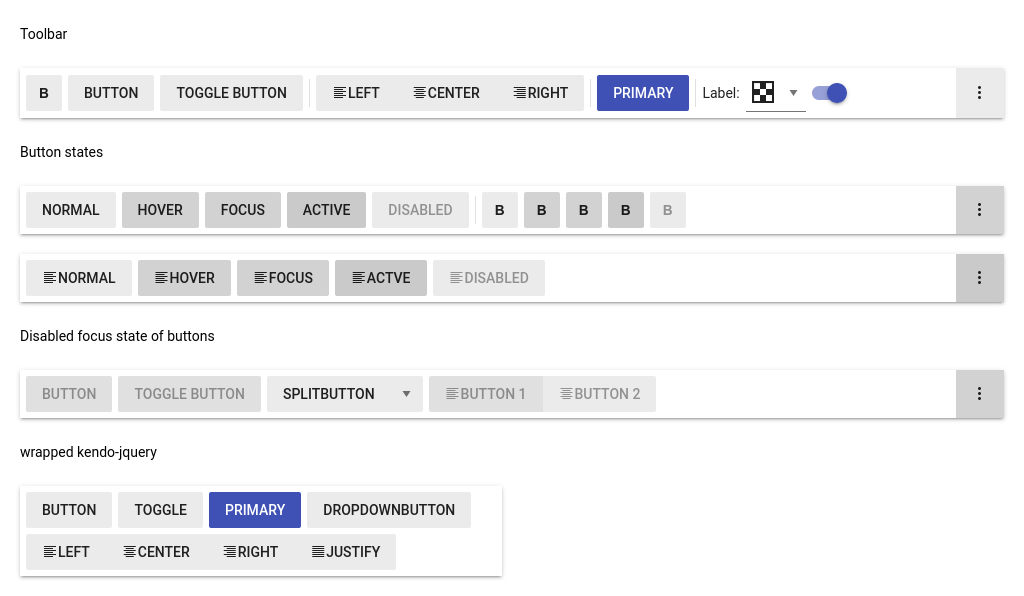 Toolbar
B BUTTON TOGGLE BUTTON LEFT CENTER RIGHT PRIMARY Label:
Button states
NORMAL HOVER FOCUS ACTIVE DISABLED B B B B B
NORMAL HOVER FOCUS ACTVE DISABLED
Disabled focus state of buttons
BUTTON TOGGLE BUTTON SPLITBUTTON BUTTON 1 BUTTON 2
wrapped kendo-jquery
BUTTON TOGGLE PRIMARY DROPDOWNBUTTON
LEFT CENTER RIGHT JUSTIFY